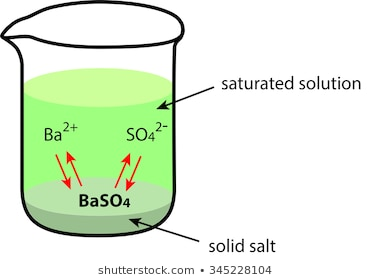 saturated solution
Ba²⁺ SO₄²⁻
BaSO₄
solid salt
shutterstock.com • 345228104